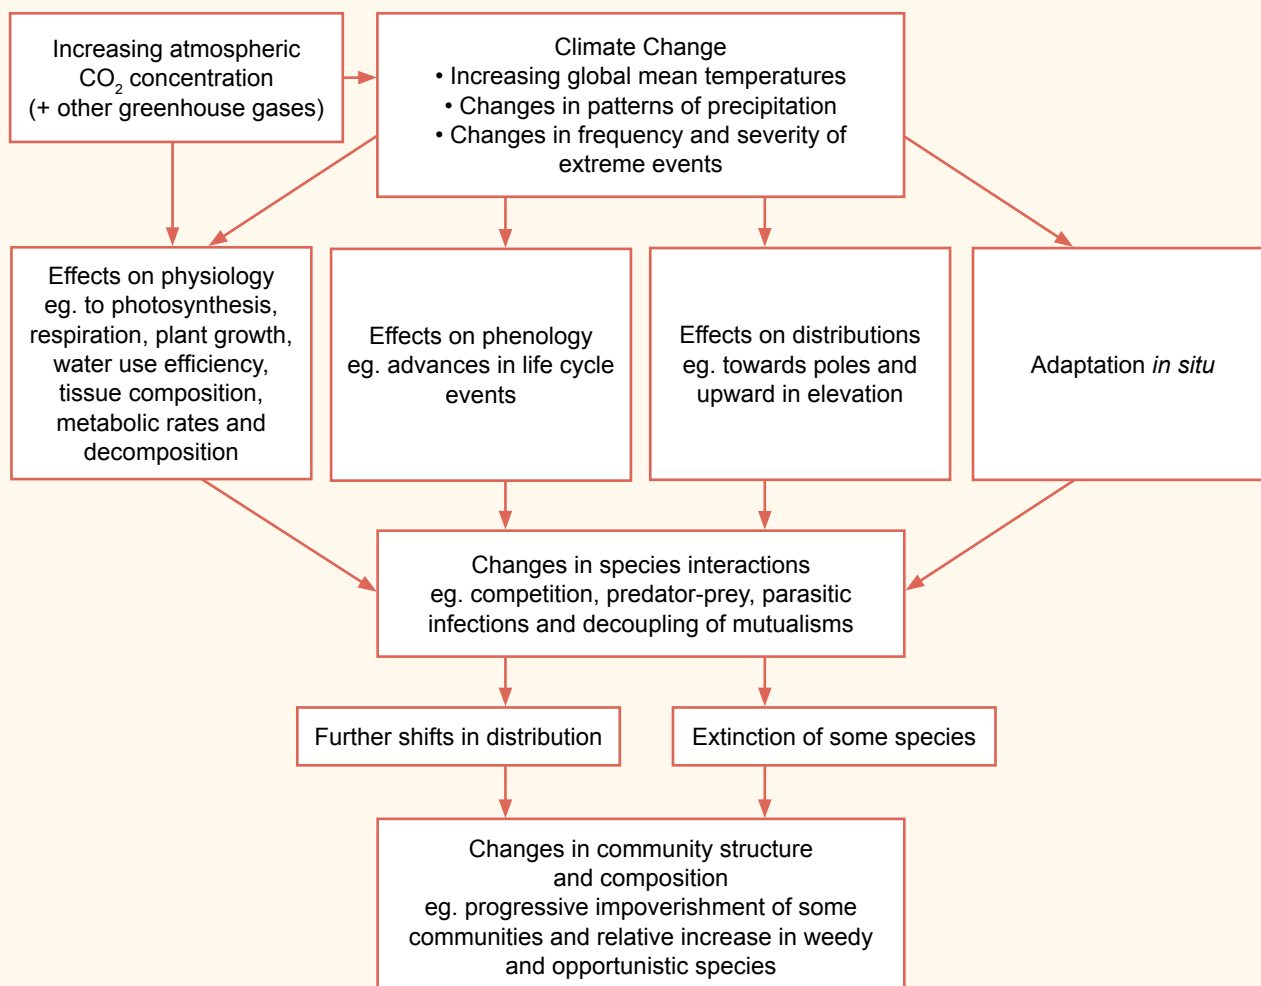 Increasing atmospheric
CO₂ concentration
(+ other greenhouse gases)
Climate Change
• Increasing global mean temperatures
• Changes in patterns of precipitation
• Changes in frequency and severity of
extreme events
Effects on physiology
eg. to photosynthesis,
respiration, plant growth,
water use efficiency,
tissue composition,
metabolic rates and
decomposition
Effects on phenology
eg. advances in life cycle
events
Effects on distributions
eg. towards poles and
upward in elevation
Adaptation in situ
Changes in species interactions
eg. competition, predator-prey, parasitic
infections and decoupling of mutualisms
Further shifts in distribution
Extinction of some species
Changes in community structure
and composition
eg. progressive impoverishment of some
communities and relative increase in weedy
and opportunistic species